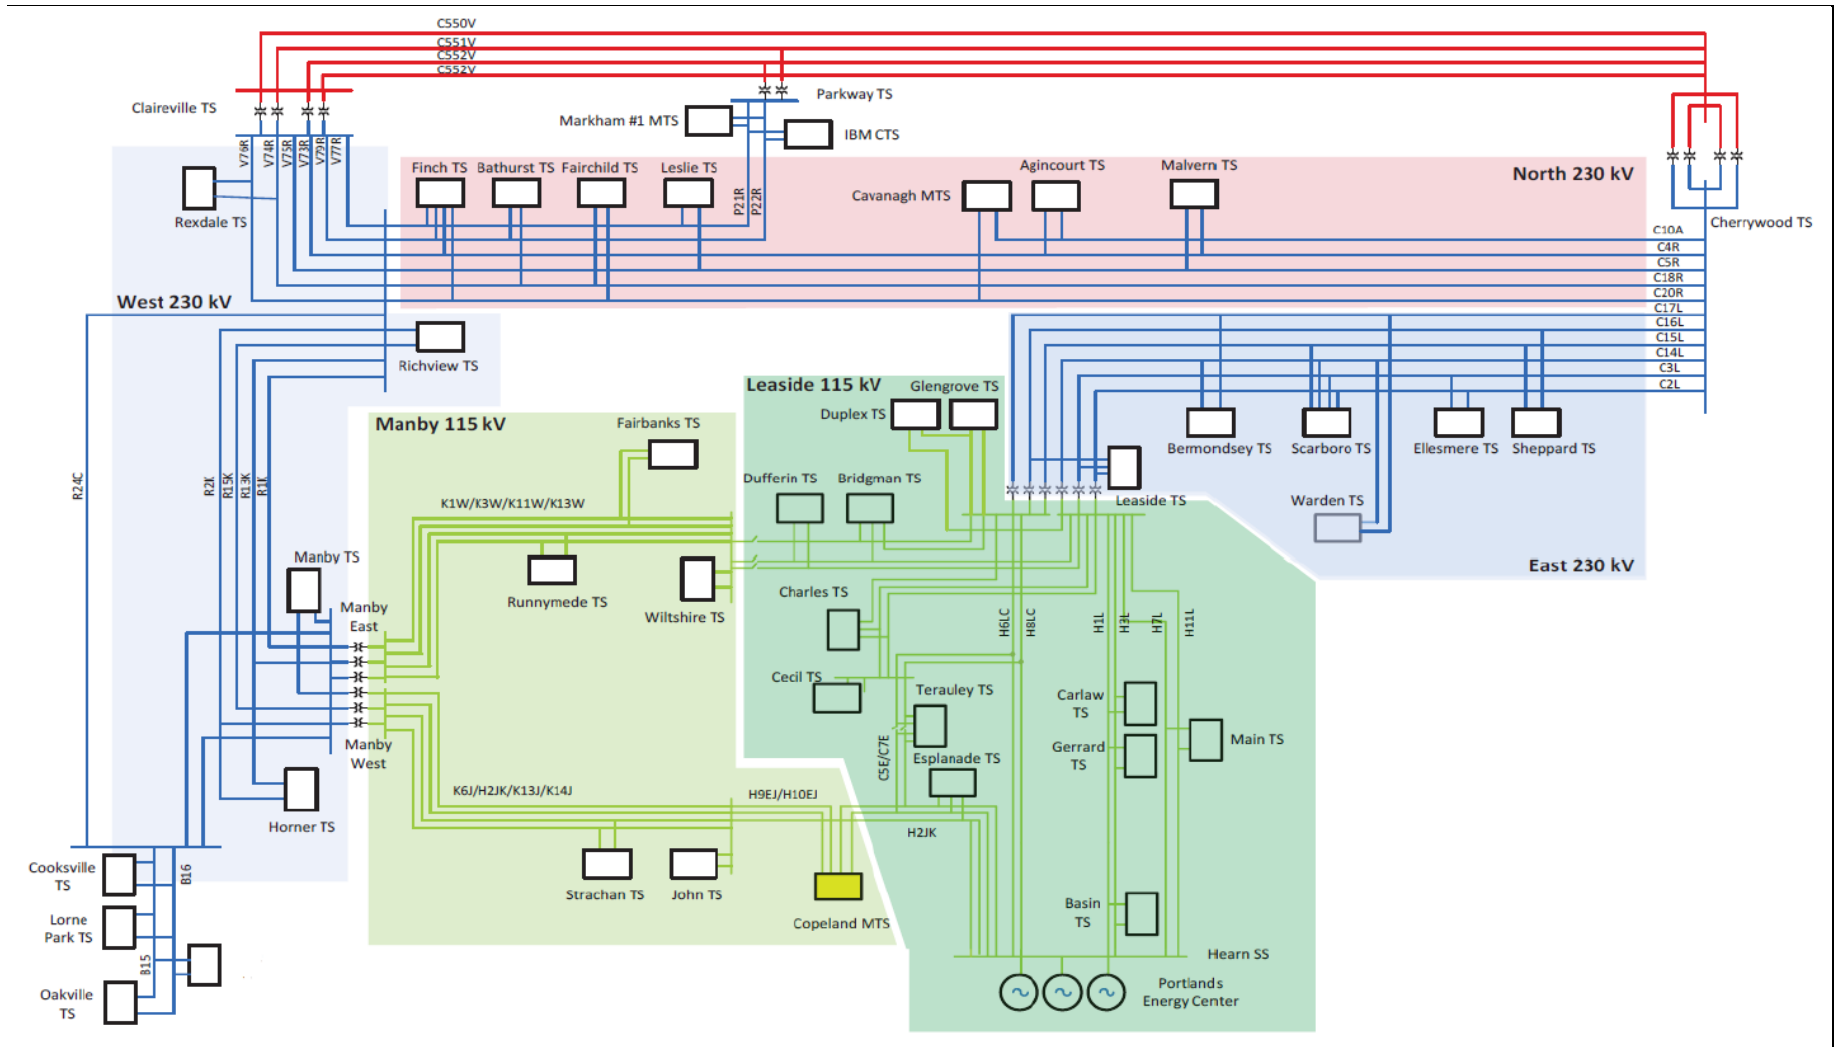 C550V
C551V
C552V
C552V
Claireville TS
Parkway TS
Markham #1 MTS
IBM CTS
V76R
V74R
V75R
V73R
V79R
V77R
Rexdale TS
Finch TS
Bathurst TS
Fairchild TS
Leslie TS
P21R
P22R
Cavanagh MTS
Agincourt TS
Malvern TS
North 230 kV
Cherrywood TS
C10A
C4R
C5R
C18R
C20R
C17L
C16L
C15L
C14L
C3L
C2L
West 230 kV
Richview TS
R24C
R2K
R15K
R13K
R1K
Manby 115 kV
Fairbanks TS
K1W/K3W/K11W/K13W
Runnymede TS
Wiltshire TS
Manby TS
Manby
East
Manby
West
Horner TS
K6J/H2JK/K13J/K14J
H9EJ/H10EJ
Strachan TS
John TS
Copeland MTS
Leaside 115 kV
Glengrove TS
Duplex TS
Dufferin TS
Bridgman TS
Charles TS
Cecil TS
Terauley TS
C5E/C7E
Esplanade TS
H2JK
H6LC
H8LC
H1L
H3L
H7L
H11L
Carlaw
TS
Gerrard
TS
Main TS
Basin
TS
Hearn SS
Portlands
Energy Center
Bermondsey TS
Scarboro TS
Ellesmere TS
Sheppard TS
Leaside TS
Warden TS
East 230 kV
Cooksville
TS
B16
Lorne
Park TS
B15
Oakville
TS